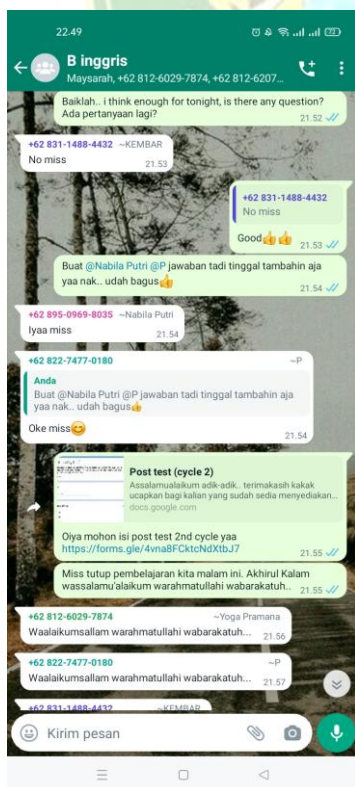 22.49
72
B inggris
Maysarah, +62 812-6029-7874, +62 812-6207...
Baiklah.. i think enough for tonight, is there any question?
Ada pertanyaan lagi?
21.52
+62 831-1488-4432 ~KEMBAR
No miss
21.53
+62 831-1488-4432
No miss
Good👍👍
21.53
Buat @Nabila Putri @P jawaban tadi tinggal tambahin aja
yaa nak.. udah bagus👍
21.54
+62 895-0969-8035 ~Nabila Putri
Iyaa miss
21.54
+62 822-7477-0180 ~P
Anda
Buat @Nabila Putri @P jawaban tadi tinggal tambahin aja
yaa nak.. udah bagus👍
Oke miss😊
21.54
Post test (cycle 2)
Assalamualaikum adik-adik.. terimakasih kakak
ucapkan bagi kalian yang sudah sedia menyediakan...
docs.google.com
Oiya mohon isi post test 2nd cycle yaa
https://forms.gle/4vna8FCktcNdXtbJ7
21.55
Miss tutup pembelajaran kita malam ini. Akhirul Kalam
wassalamu'alaikum warahmatullahi wabarakatuh..
21.55
+62 812-6029-7874 ~Yoga Pramana
Waalaikumsallam warahmatullahi wabarakatuh...
21.56
+62 822-7477-0180 ~P
Waalaikumsallam warahmatullahi wabarakatuh...
21.57
+62 831-1488-4432 ~KEMBAR
Kirim pesan